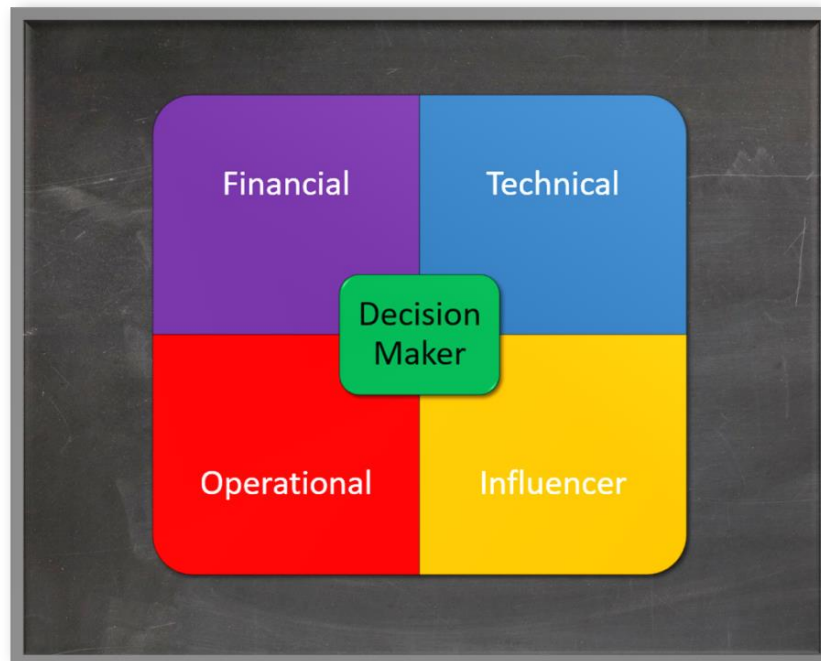 Financial
Technical
Decision
Maker
Operational
Influencer